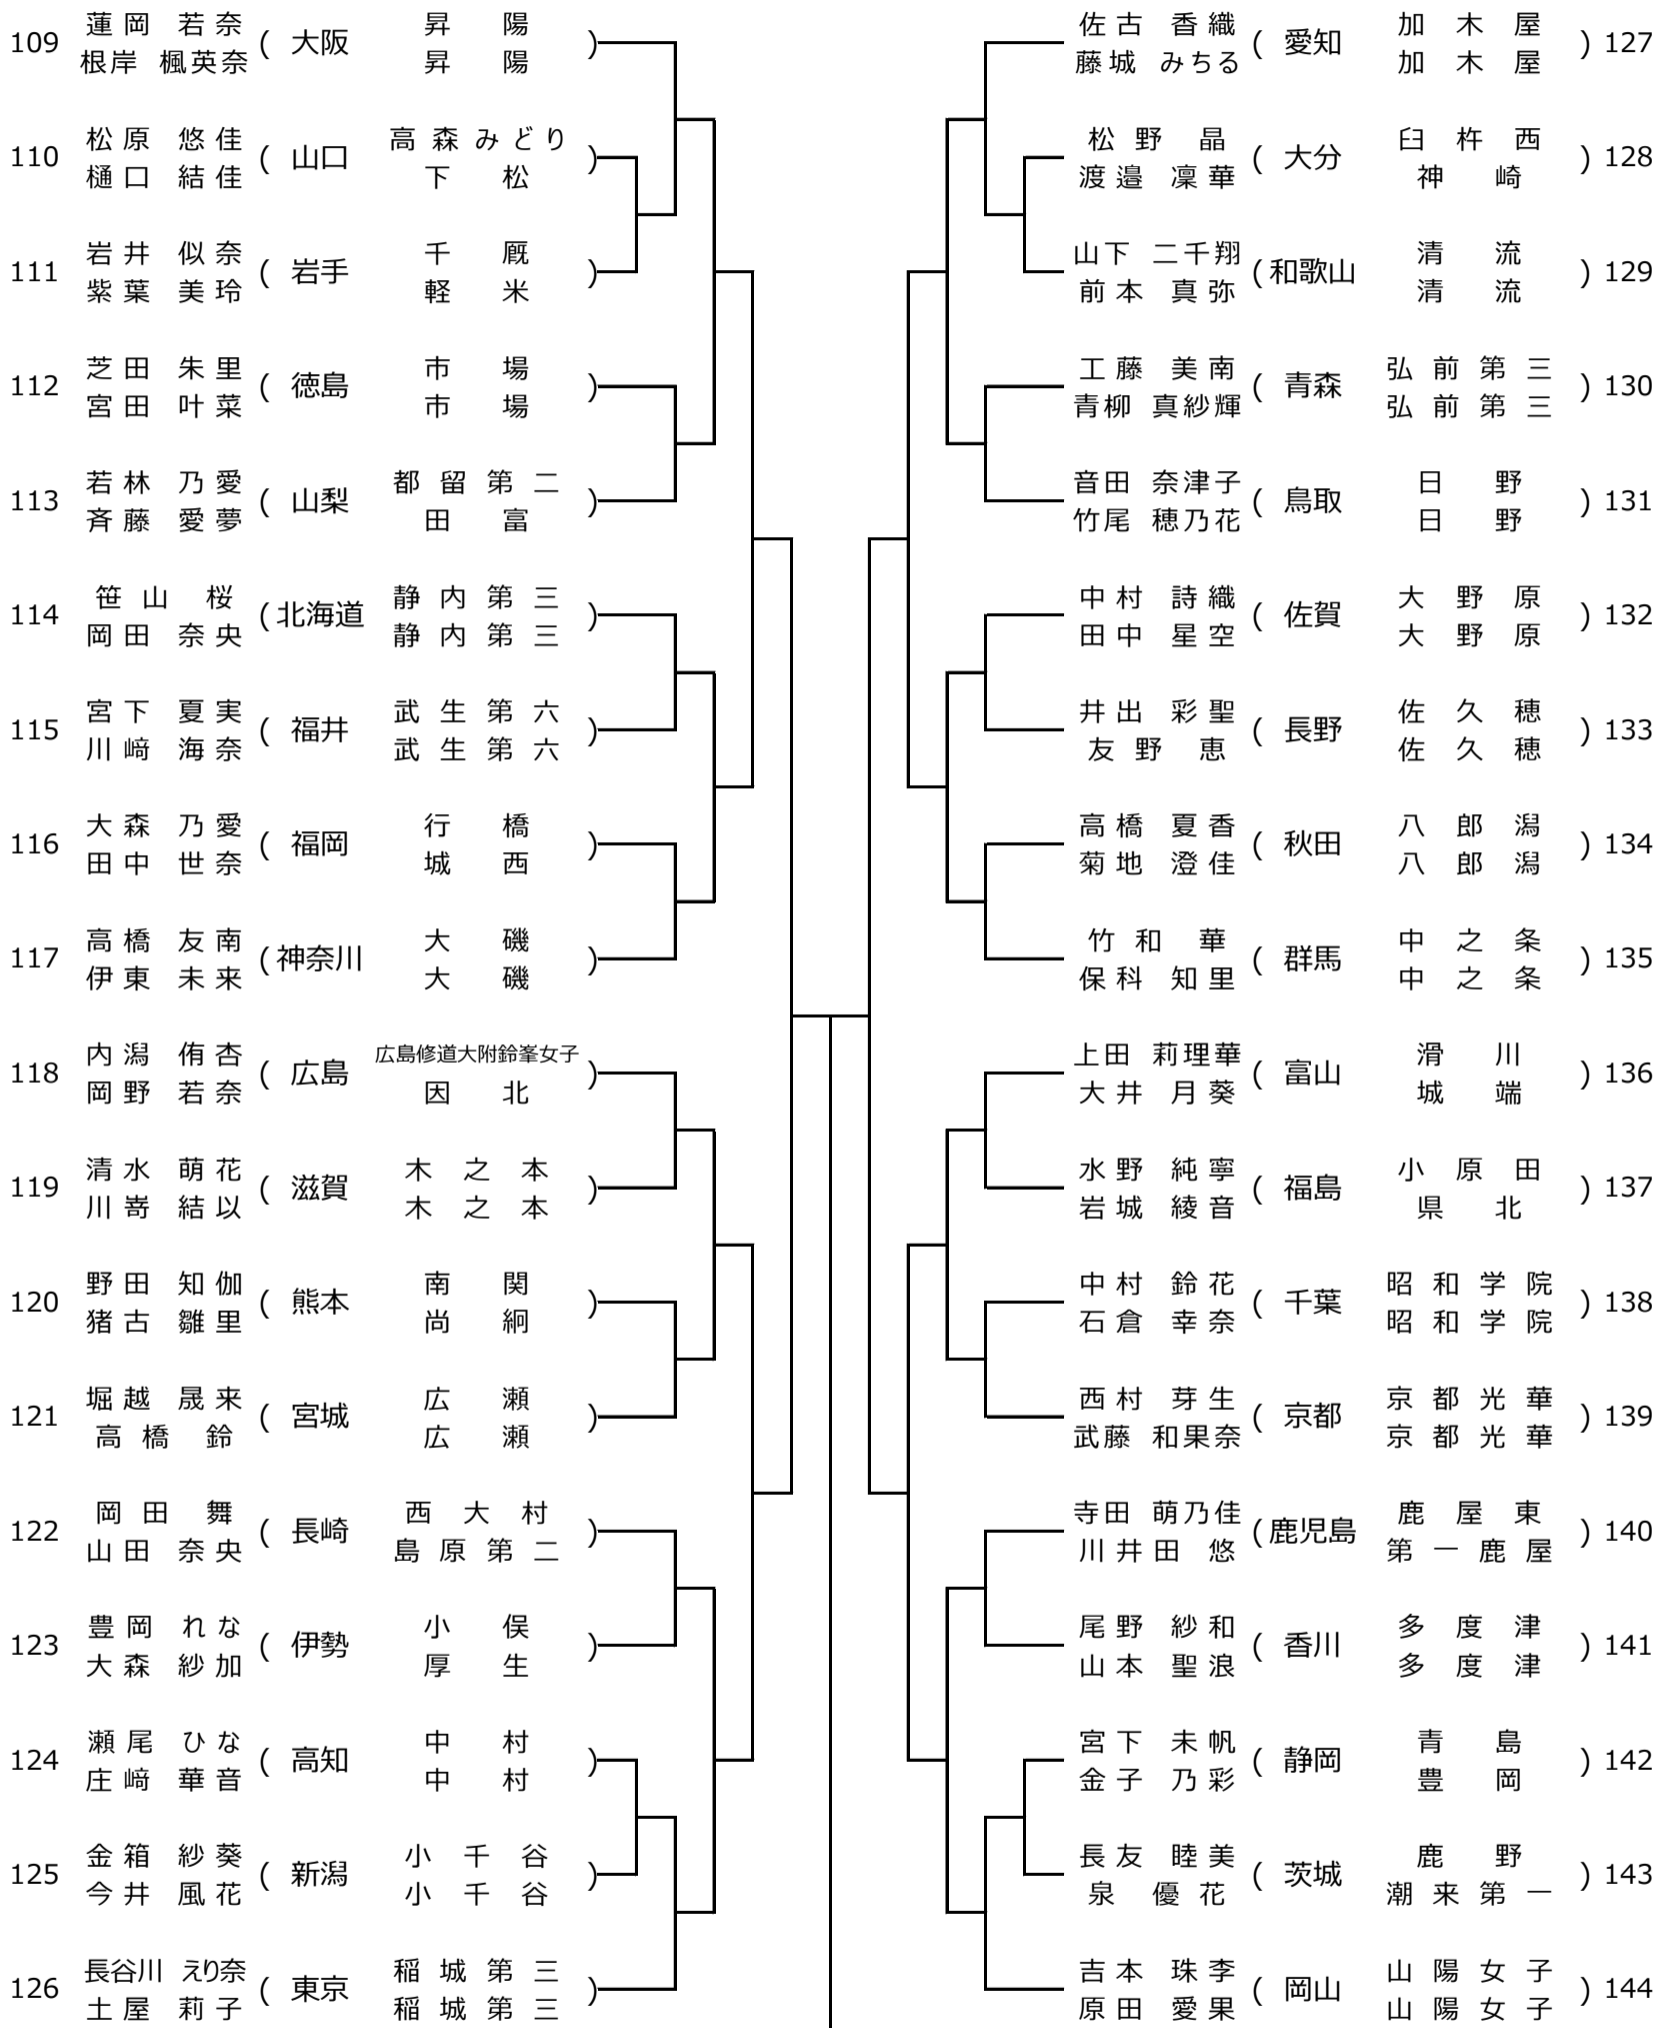 蓮岡 若奈 昇陽
109 ( 大阪 )
根岸 楓英奈 昇陽
松原 悠佳 高森みどり
110 ( 山口 )
樋口 結佳 下松
岩井 似奈 千厩
111 ( 岩手 )
紫葉 美玲 軽米
芝田 朱里 市場
112 ( 徳島 )
宮田 叶菜 市場
若林 乃愛 都留第二
113 ( 山梨 )
斉藤 愛夢 田富
笹山 桜 静内第三
114 ( 北海道 )
岡田 奈央 静内第三
宮下 夏実 武生第六
115 ( 福井 )
川﨑 海奈 武生第六
大森 乃愛 行橋
116 ( 福岡 )
田中 世奈 城西
高橋 友南 大磯
117 ( 神奈川 )
伊東 未来 大磯
内潟 侑杏 広島修道大附鈴峯女子
118 ( 広島 )
岡野 若奈 因北
清水 萌花 木之本
119 ( 滋賀 )
川嵜 結以 木之本
野田 知伽 南関
120 ( 熊本 )
猪古 雛里 尚絅
堀越 晟来 広瀬
121 ( 宮城 )
高橋 鈴 広瀬
岡田 舞 西大村
122 ( 長崎 )
山田 奈央 島原第二
豊岡 れな 小俣
123 ( 伊勢 )
大森 紗加 厚生
瀬尾 ひな 中村
124 ( 高知 )
庄﨑 華音 中村
金箱 紗葵 小千谷
125 ( 新潟 )
今井 風花 小千谷
長谷川 えり奈 稲城第三
126 ( 東京 )
土屋 莉子 稲城第三
佐古 香織 加木屋
( 愛知 ) 127
藤城 みちる 加木屋
松野 晶 臼杵西
( 大分 ) 128
渡邉 凜華 神崎
山下 二千翔 清流
( 和歌山 ) 129
前本 真弥 清流
工藤 美南 弘前第三
( 青森 ) 130
青柳 真紗輝 弘前第三
音田 奈津子 日野
( 鳥取 ) 131
竹尾 穂乃花 日野
中村 詩織 大野原
( 佐賀 ) 132
田中 星空 大野原
井出 彩聖 佐久穂
( 長野 ) 133
友野 恵 佐久穂
高橋 夏香 八郎潟
( 秋田 ) 134
菊地 澄佳 八郎潟
竹和 華 中之条
( 群馬 ) 135
保科 知里 中之条
上田 莉理華 滑川
( 富山 ) 136
大井 月葵 城端
水野 純寧 小原田
( 福島 ) 137
岩城 綾音 県北
中村 鈴花 昭和学院
( 千葉 ) 138
石倉 幸奈 昭和学院
西村 芽生 京都光華
( 京都 ) 139
武藤 和果奈 京都光華
寺田 萌乃佳 鹿屋東
( 鹿児島 ) 140
川井田 悠 第一鹿屋
尾野 紗和 多度津
( 香川 ) 141
山本 聖浪 多度津
宮下 未帆 青島
( 静岡 ) 142
金子 乃彩 豊岡
長友 睦美 鹿野
( 茨城 ) 143
泉 優花 潮来第一
吉本 珠李 山陽女子
( 岡山 ) 144
原田 愛果 山陽女子